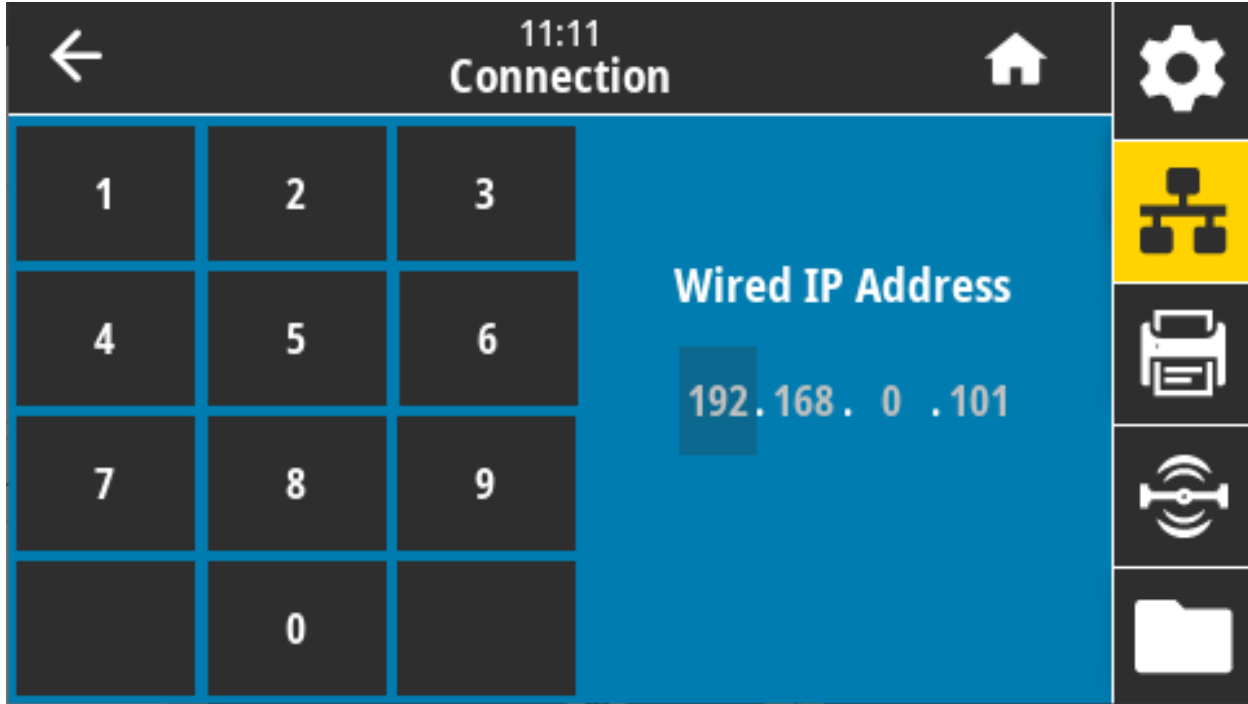 11:11
Connection
1 2 3
4 5 6
7 8 9
0
Wired IP Address
192.168. 0 .101